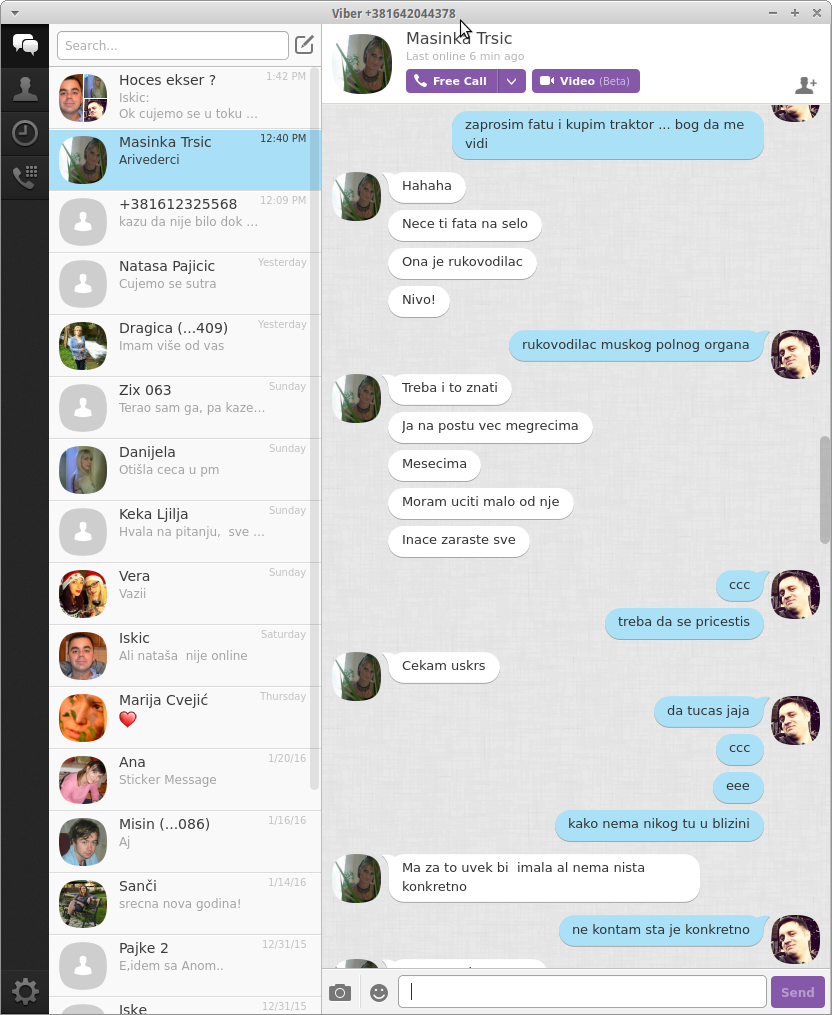 Viber +381642044378
Search...
Hoces ekser ?
1:42 PM
Iskic:
Ok cujemo se u toku ...
Masinka Trsic
12:40 PM
Arivederci
+381612325568
12:09 PM
kazu da nije bilo dok ...
Natasa Pajicic
Yesterday
Cujemo se sutra
Dragica (...409)
Yesterday
Imam više od vas
Zix 063
Sunday
Terao sam ga, pa kaze...
Danijela
Sunday
Otišla ceca u pm
Keka Ljilja
Sunday
Hvala na pitanju,  sve ...
Vera
Sunday
Vazii
Iskic
Saturday
Ali nataša  nije online
Marija Cvejić
Thursday
Ana
1/20/16
Sticker Message
Misin (...086)
1/16/16
Aj
Sanči
1/14/16
srecna nova godina!
Pajke 2
12/31/15
E,idem sa Anom..
Iske
12/31/15
Masinka Trsic
Last online 6 min ago
Free Call
Video (Beta)
zaprosim fatu i kupim traktor ... bog da me
vidi
Hahaha
Nece ti fata na selo
Ona je rukovodilac
Nivo!
rukovodilac muskog polnog organa
Treba i to znati
Ja na postu vec megrecima
Mesecima
Moram uciti malo od nje
Inace zaraste sve
ccc
treba da se pricestis
Cekam uskrs
da tucas jaja
ccc
eee
kako nema nikog tu u blizini
Ma za to uvek bi  imala al nema nista
konkretno
ne kontam sta je konkretno
Send